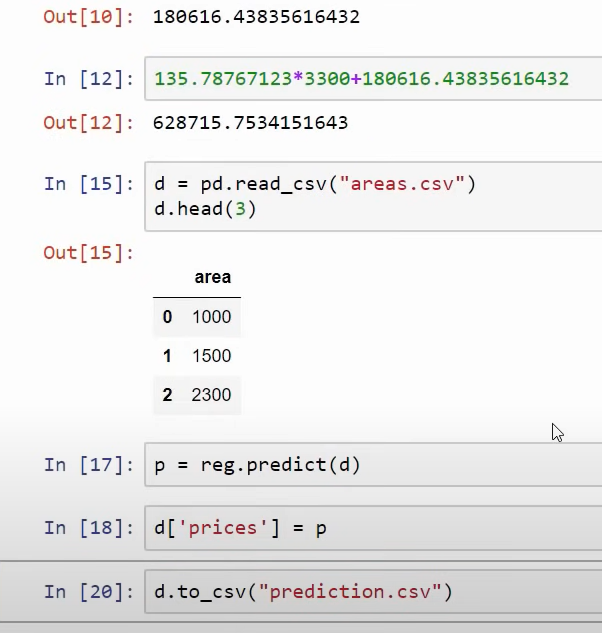 Out[10]: 180616.43835616432
In [12]: 135.78767123*3300+180616.43835616432
Out[12]: 628715.7534151643
In [15]: d = pd.read_csv("areas.csv")
d.head(3)
Out[15]:
area
0 1000
1 1500
2 2300
In [17]: p = reg.predict(d)
In [18]: d['prices'] = p
In [20]: d.to_csv("prediction.csv")